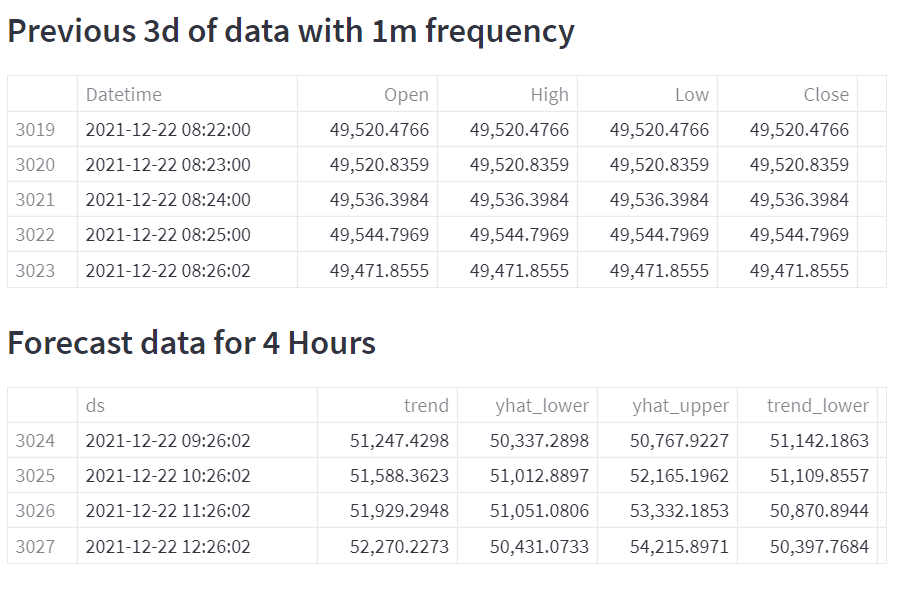 Previous 3d of data with 1m frequency
Datetime Open High Low Close
3019 2021-12-22 08:22:00 49,520.4766 49,520.4766 49,520.4766 49,520.4766
3020 2021-12-22 08:23:00 49,520.8359 49,520.8359 49,520.8359 49,520.8359
3021 2021-12-22 08:24:00 49,536.3984 49,536.3984 49,536.3984 49,536.3984
3022 2021-12-22 08:25:00 49,544.7969 49,544.7969 49,544.7969 49,544.7969
3023 2021-12-22 08:26:02 49,471.8555 49,471.8555 49,471.8555 49,471.8555
Forecast data for 4 Hours
ds trend yhat_lower yhat_upper trend_lower
3024 2021-12-22 09:26:02 51,247.4298 50,337.2898 50,767.9227 51,142.1863
3025 2021-12-22 10:26:02 51,588.3623 51,012.8897 52,165.1962 51,109.8557
3026 2021-12-22 11:26:02 51,929.2948 51,051.0806 53,332.1853 50,870.8944
3027 2021-12-22 12:26:02 52,270.2273 50,431.0733 54,215.8971 50,397.7684